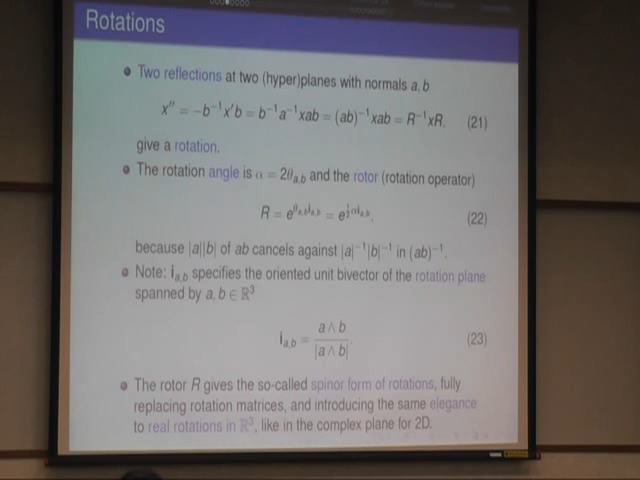 Rotations
• Two reflections at two (hyper)planes with normals a, b
x″ = −b⁻¹x′b = b⁻¹a⁻¹xab = (ab)⁻¹xab = R⁻¹xR, (21)
give a rotation.
• The rotation angle is α = 2θ_{a,b} and the rotor (rotation operator)
R = e^{θ_{a,b} i_{a,b}} = e^{½αi_{a,b}}, (22)
because |a||b| of ab cancels against |a|⁻¹|b|⁻¹ in (ab)⁻¹.
• Note: i_{a,b} specifies the oriented unit bivector of the rotation plane
spanned by a, b ∈ ℝ³
i_{a,b} = a ∧ b / |a ∧ b|. (23)
• The rotor R gives the so-called spinor form of rotations, fully
replacing rotation matrices, and introducing the same elegance
to real rotations in ℝ³, like in the complex plane for 2D.